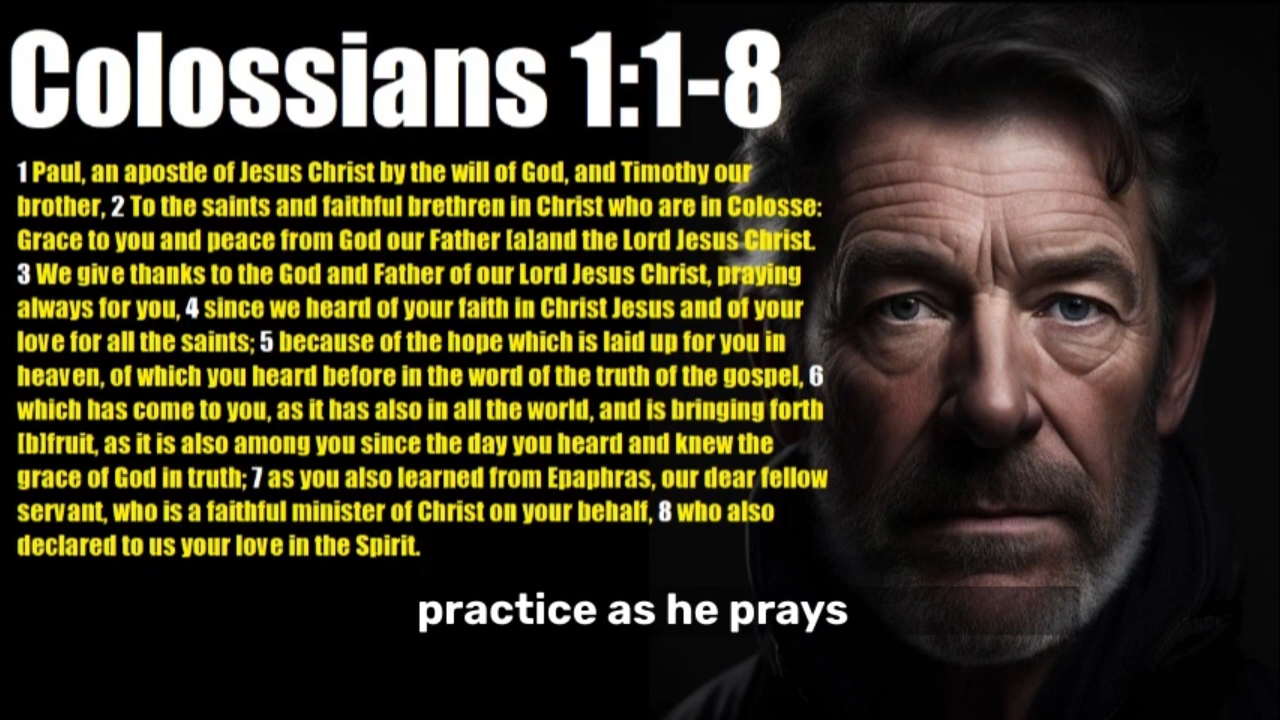 Colossians 1:1-8
1 Paul, an apostle of Jesus Christ by the will of God, and Timothy our
brother, 2 To the saints and faithful brethren in Christ who are in Colosse:
Grace to you and peace from God our Father [a]and the Lord Jesus Christ.
3 We give thanks to the God and Father of our Lord Jesus Christ, praying
always for you, 4 since we heard of your faith in Christ Jesus and of your
love for all the saints; 5 because of the hope which is laid up for you in
heaven, of which you heard before in the word of the truth of the gospel, 6
which has come to you, as it has also in all the world, and is bringing forth
[b]fruit, as it is also among you since the day you heard and knew the
grace of God in truth; 7 as you also learned from Epaphras, our dear fellow
servant, who is a faithful minister of Christ on your behalf, 8 who also
declared to us your love in the Spirit.
practice as he prays